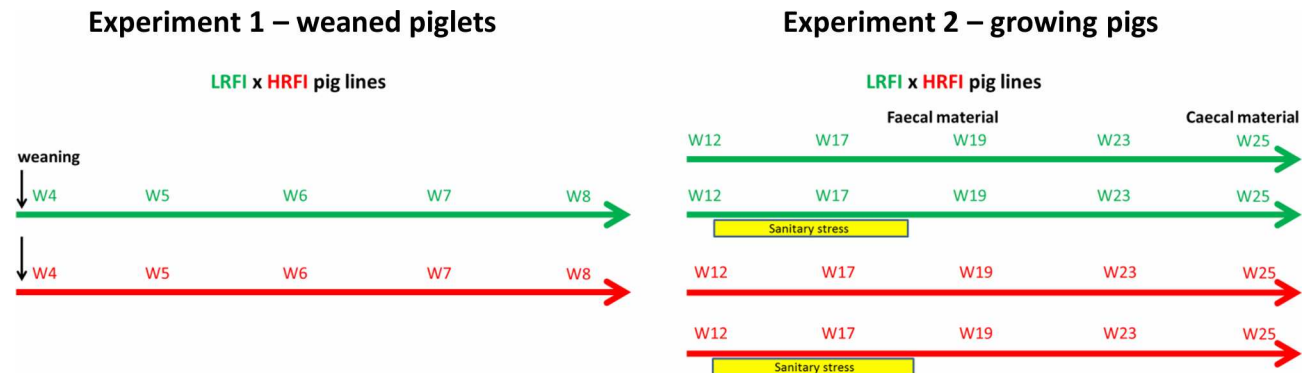 Experiment 1 – weaned piglets
LRFI x HRFI pig lines
weaning
W4 W5 W6 W7 W8
W4 W5 W6 W7 W8
Experiment 2 – growing pigs
LRFI x HRFI pig lines
Faecal material Caecal material
W12 W17 W19 W23 W25
W12 W17 W19 W23 W25
Sanitary stress
W12 W17 W19 W23 W25
W12 W17 W19 W23 W25
Sanitary stress